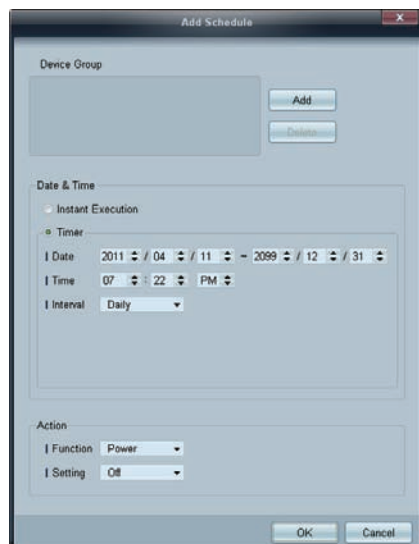 Add Schedule
Device Group
Add
Delete
Date & Time
Instant Execution
Timer
Date 2011 / 04 / 11 ~ 2099 / 12 / 31
Time 07 : 22 PM
Interval Daily
Action
Function Power
Setting Off
OK Cancel